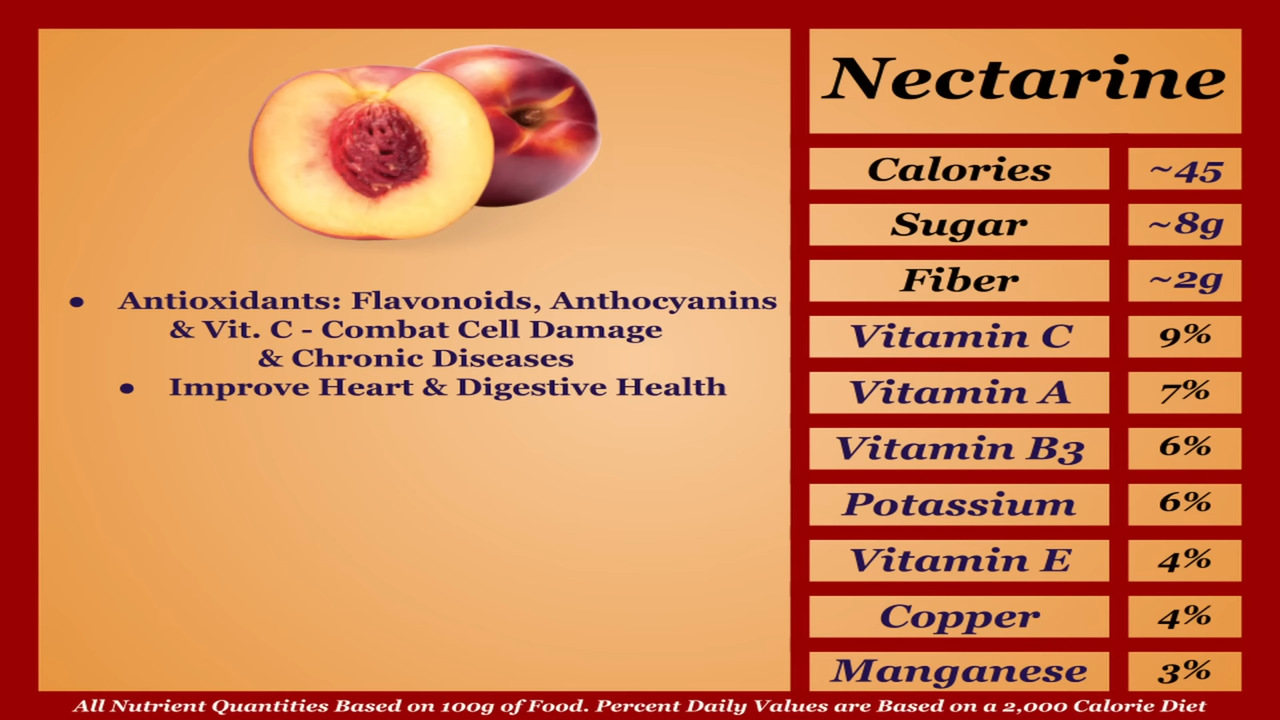 Nectarine
Calories ~45
Sugar ~8g
Fiber ~2g
Vitamin C 9%
Vitamin A 7%
Vitamin B3 6%
Potassium 6%
Vitamin E 4%
Copper 4%
Manganese 3%
● Antioxidants: Flavonoids, Anthocyanins
& Vit. C - Combat Cell Damage
& Chronic Diseases
● Improve Heart & Digestive Health
All Nutrient Quantities Based on 100g of Food. Percent Daily Values are Based on a 2,000 Calorie Diet